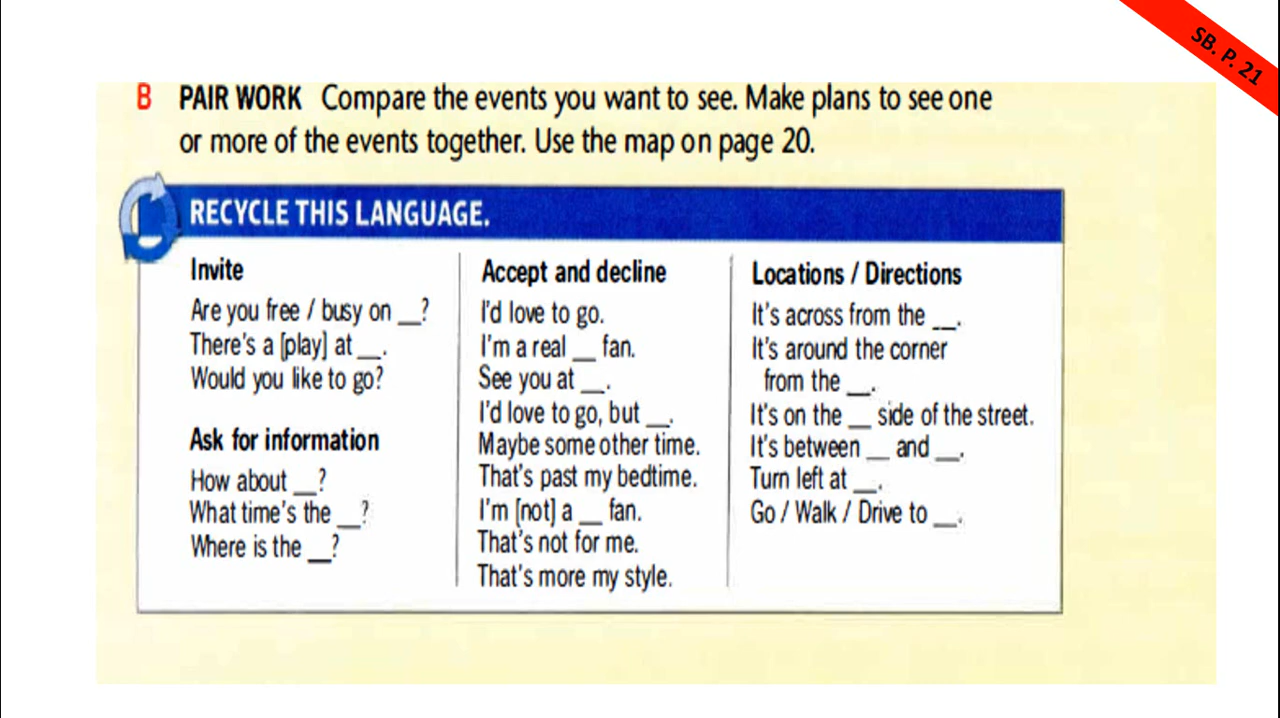 SB. P. 21
B PAIR WORK Compare the events you want to see. Make plans to see one
or more of the events together. Use the map on page 20.
RECYCLE THIS LANGUAGE.
Invite
Are you free / busy on __?
There's a [play] at __.
Would you like to go?
Ask for information
How about __?
What time's the __?
Where is the __?
Accept and decline
I'd love to go.
I'm a real __ fan.
See you at __.
I'd love to go, but __.
Maybe some other time.
That's past my bedtime.
I'm [not] a __ fan.
That's not for me.
That's more my style.
Locations / Directions
It's across from the __.
It's around the corner
from the __.
It's on the __ side of the street.
It's between __ and __.
Turn left at __.
Go / Walk / Drive to __.